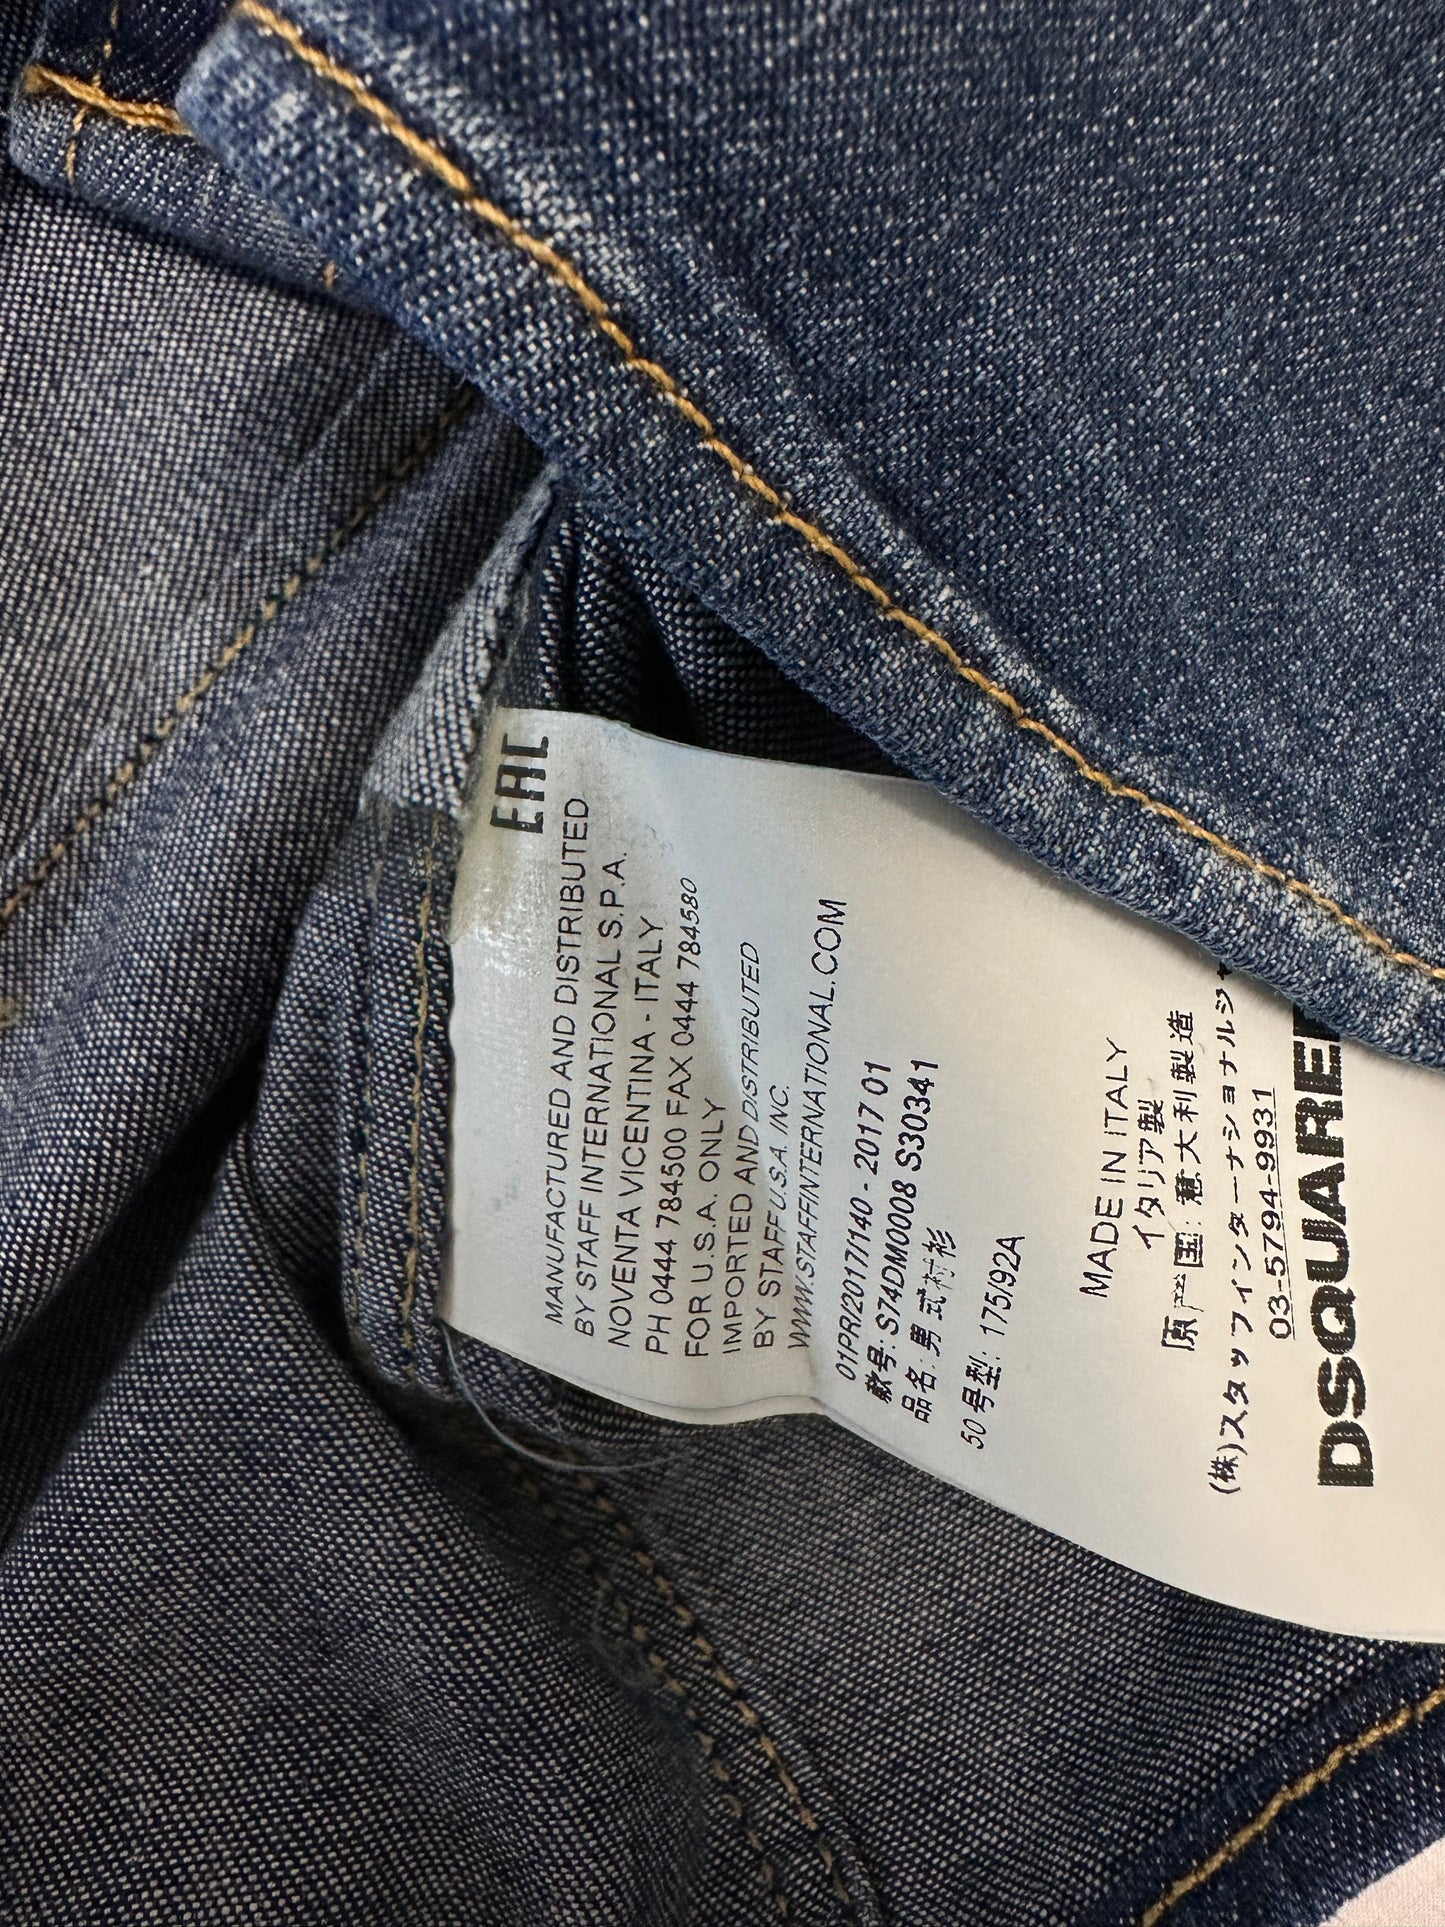 EAC
MANUFACTURED AND DISTRIBUTED
BY STAFF INTERNATIONAL S.P.A.
NOVENTA VICENTINA - ITALY
PH 0444 784500 FAX 0444 784580
FOR U.S.A. ONLY
IMPORTED AND DISTRIBUTED
BY STAFF U.S.A. INC.
WWW.STAFFINTERNATIONAL.COM
01PR/2017/140 - 2017 01
款号: S74DM0008 S30341
品名: 男式衬衫
50 号型: 175/92A
MADE IN ITALY
イタリア製
原产国: 意大利製造
(株)スタッフインターナショナルジャ
03-5794-9931
DSQUARE